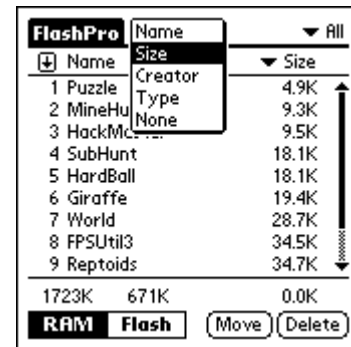 FlashPro Name All
Size
Name Size
Creator
Type
None
1 Puzzle 4.9K
2 MineHu 9.3K
3 9.5K
4 SubHunt 18.1K
5 HardBall 18.1K
6 Giraffe 19.4K
7 World 28.7K
8 FPSUtil3 34.5K
9 Reptoids 34.7K
1723K 671K 0.0K
RAM Flash Move Delete